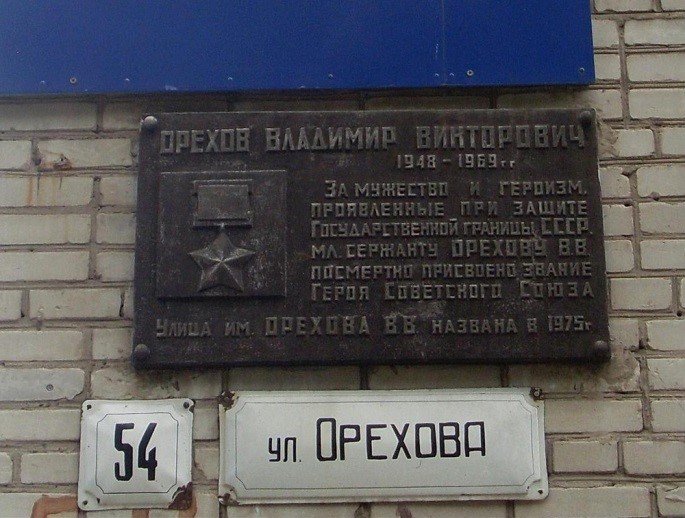 ОРЕХОВ ВЛАДИМИР ВИКТОРОВИЧ
1948 - 1969 гг
ЗА МУЖЕСТВО И ГЕРОИЗМ,
ПРОЯВЛЕННЫЕ ПРИ ЗАЩИТЕ
ГОСУДАРСТВЕННОЙ ГРАНИЦЫ СССР,
МЛ. СЕРЖАНТУ ОРЕХОВУ В.В.
ПОСМЕРТНО ПРИСВОЕНО ЗВАНИЕ
ГЕРОЯ СОВЕТСКОГО СОЮЗА
УЛИЦА ИМ. ОРЕХОВА В.В. НАЗВАНА В 1975г
54
ул. ОРЕХОВА